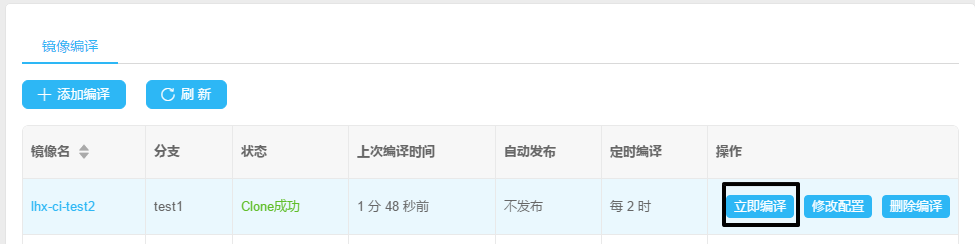 镜像编译
添加编译 刷 新
镜像名 分支 状态 上次编译时间 自动发布 定时编译 操作
lhx-ci-test2 test1 Clone成功 1 分 48 秒前 不发布 每 2 时 立即编译 修改配置 删除编译